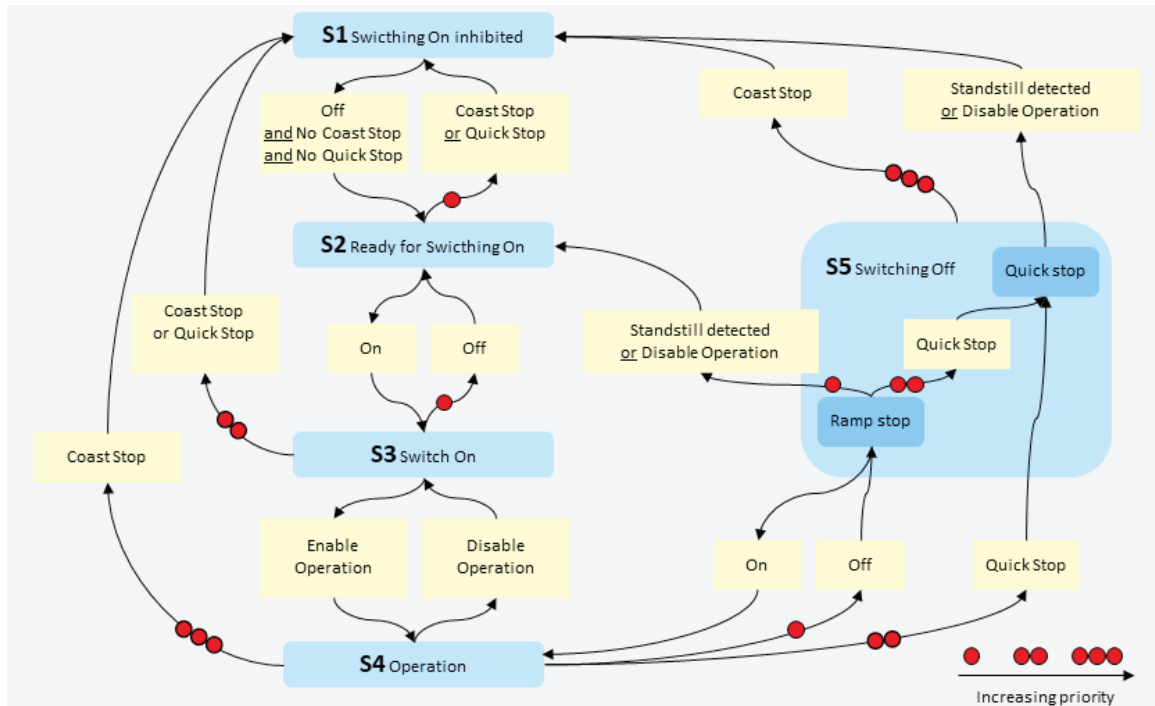 S1 Swicthing On inhibited
Off
and No Coast Stop
and No Quick Stop
Coast Stop
or Quick Stop
Coast Stop
Standstill detected
or Disable Operation
S2 Ready for Swicthing On
S5 Switching Off
Quick stop
Coast Stop
or Quick Stop
On
Off
Standstill detected
or Disable Operation
Quick Stop
Ramp stop
Coast Stop
S3 Switch On
Enable
Operation
Disable
Operation
On
Off
Quick Stop
S4 Operation
Increasing priority